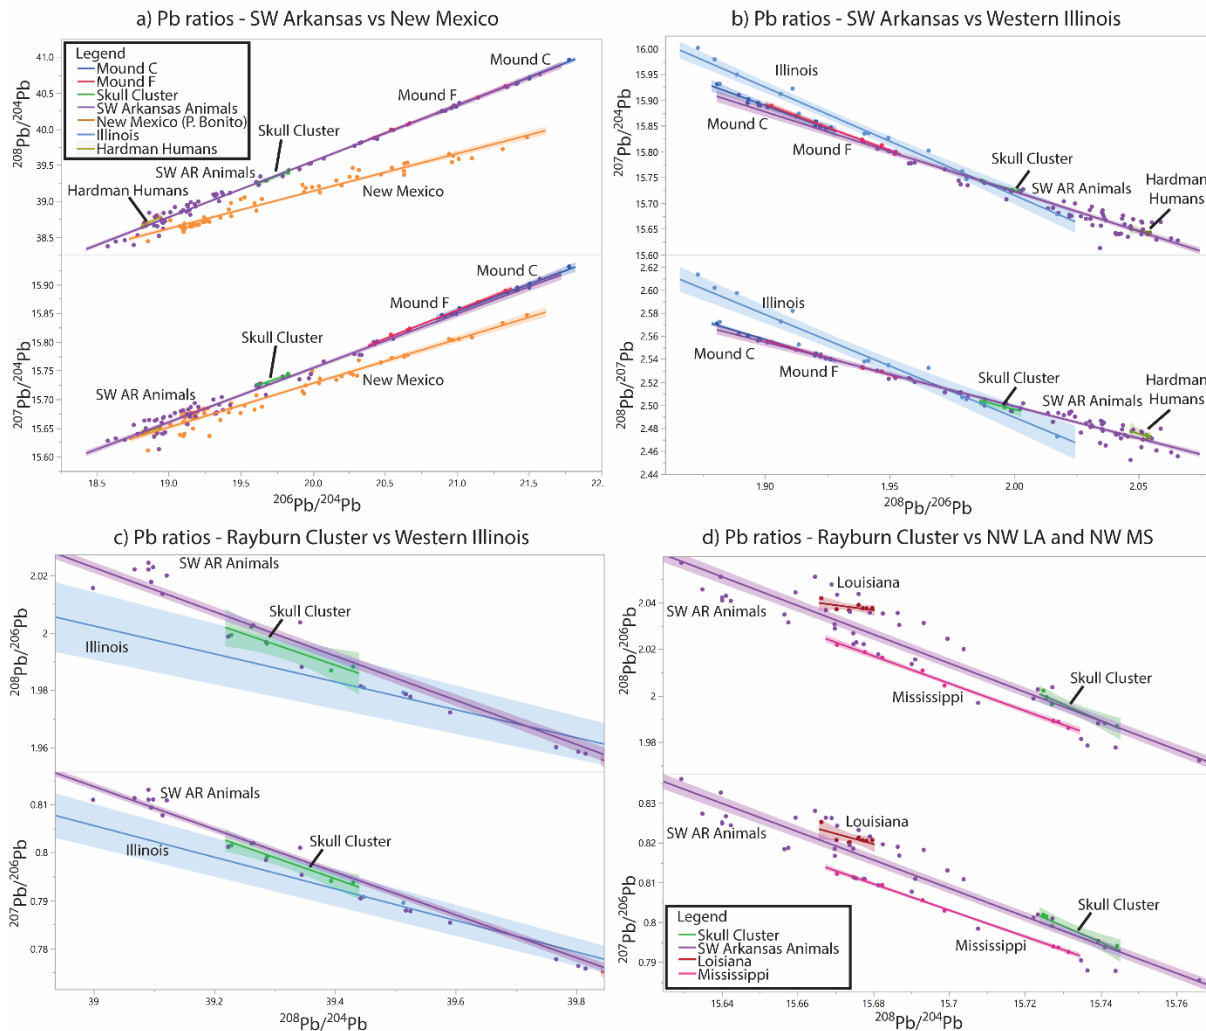 a) Pb ratios - SW Arkansas vs New Mexico
Legend
Mound C
Mound F
Skull Cluster
SW Arkansas Animals
New Mexico (P. Bonito)
Illinois
Hardman Humans
41.0
40.5
40.0
39.5
39.0
38.5
208Pb/204Pb
Mound C
Mound F
Skull Cluster
SW AR Animals
Hardman Humans
New Mexico
15.90
15.84
15.80
15.75
15.70
15.65
15.60
207Pb/204Pb
Mound C
Mound F
Skull Cluster
New Mexico
SW AR Animals
18.5 19.0 19.5 20.0 20.5 21.0 21.5 22.
206Pb/204Pb
b) Pb ratios - SW Arkansas vs Western Illinois
16.00
15.95
15.90
15.84
15.80
15.75
15.70
15.65
15.60
207Pb/204Pb
Illinois
Mound C
Mound F
Skull Cluster
SW AR Animals
Hardman
Humans
2.62
2.60
2.58
2.56
2.54
2.52
2.50
2.48
2.46
2.44
208Pb/207Pb
Illinois
Mound C
Mound F
Skull Cluster
SW AR Animals
Hardman
Humans
1.90 1.95 2.00 2.05
208Pb/206Pb
c) Pb ratios - Rayburn Cluster vs Western Illinois
2.02
2
1.98
1.96
208Pb/206Pb
SW AR Animals
Skull Cluster
Illinois
0.81
0.8
0.79
0.78
207Pb/206Pb
SW AR Animals
Skull Cluster
Illinois
39 39.2 39.4 39.6 39.8
208Pb/204Pb
d) Pb ratios - Rayburn Cluster vs NW LA and NW MS
2.04
2.02
2
1.98
208Pb/206Pb
Louisiana
SW AR Animals
Skull Cluster
Mississippi
0.83
0.82
0.81
0.8
0.79
207Pb/206Pb
Louisiana
SW AR Animals
Skull Cluster
Mississippi
Legend
Skull Cluster
SW Arkansas Animals
Loisiana
Mississippi
15.64 15.66 15.68 15.7 15.72 15.74 15.76
208Pb/204Pb